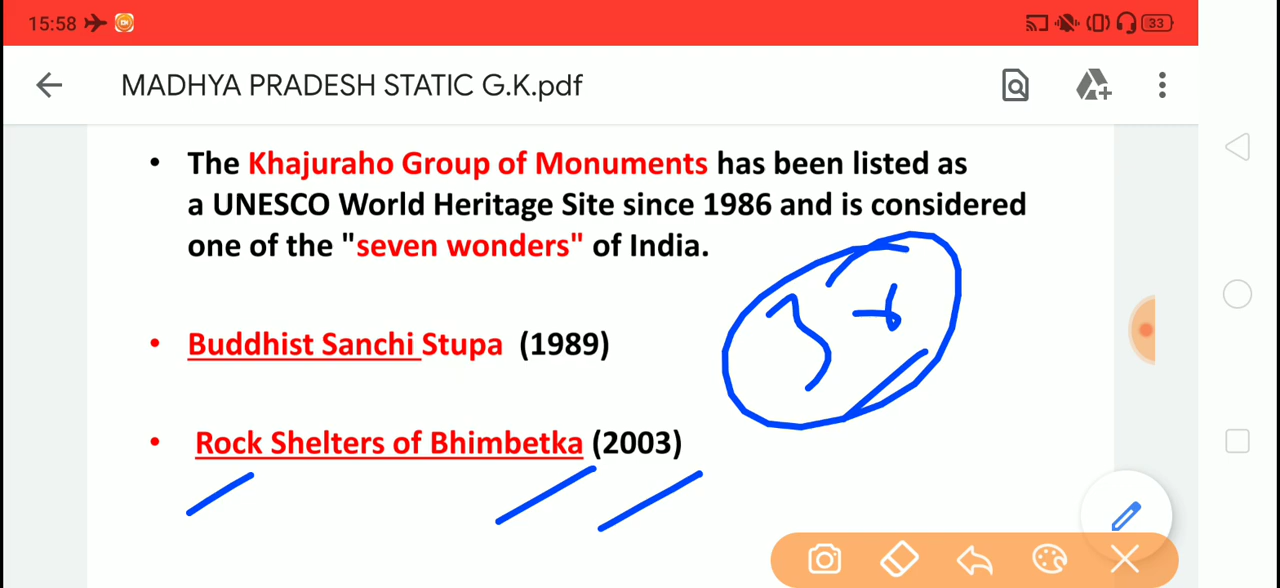 15:58
33
MADHYA PRADESH STATIC G.K.pdf
• The Khajuraho Group of Monuments has been listed as
a UNESCO World Heritage Site since 1986 and is considered
one of the "seven wonders" of India.
• Buddhist Sanchi Stupa (1989)
• Rock Shelters of Bhimbetka (2003)